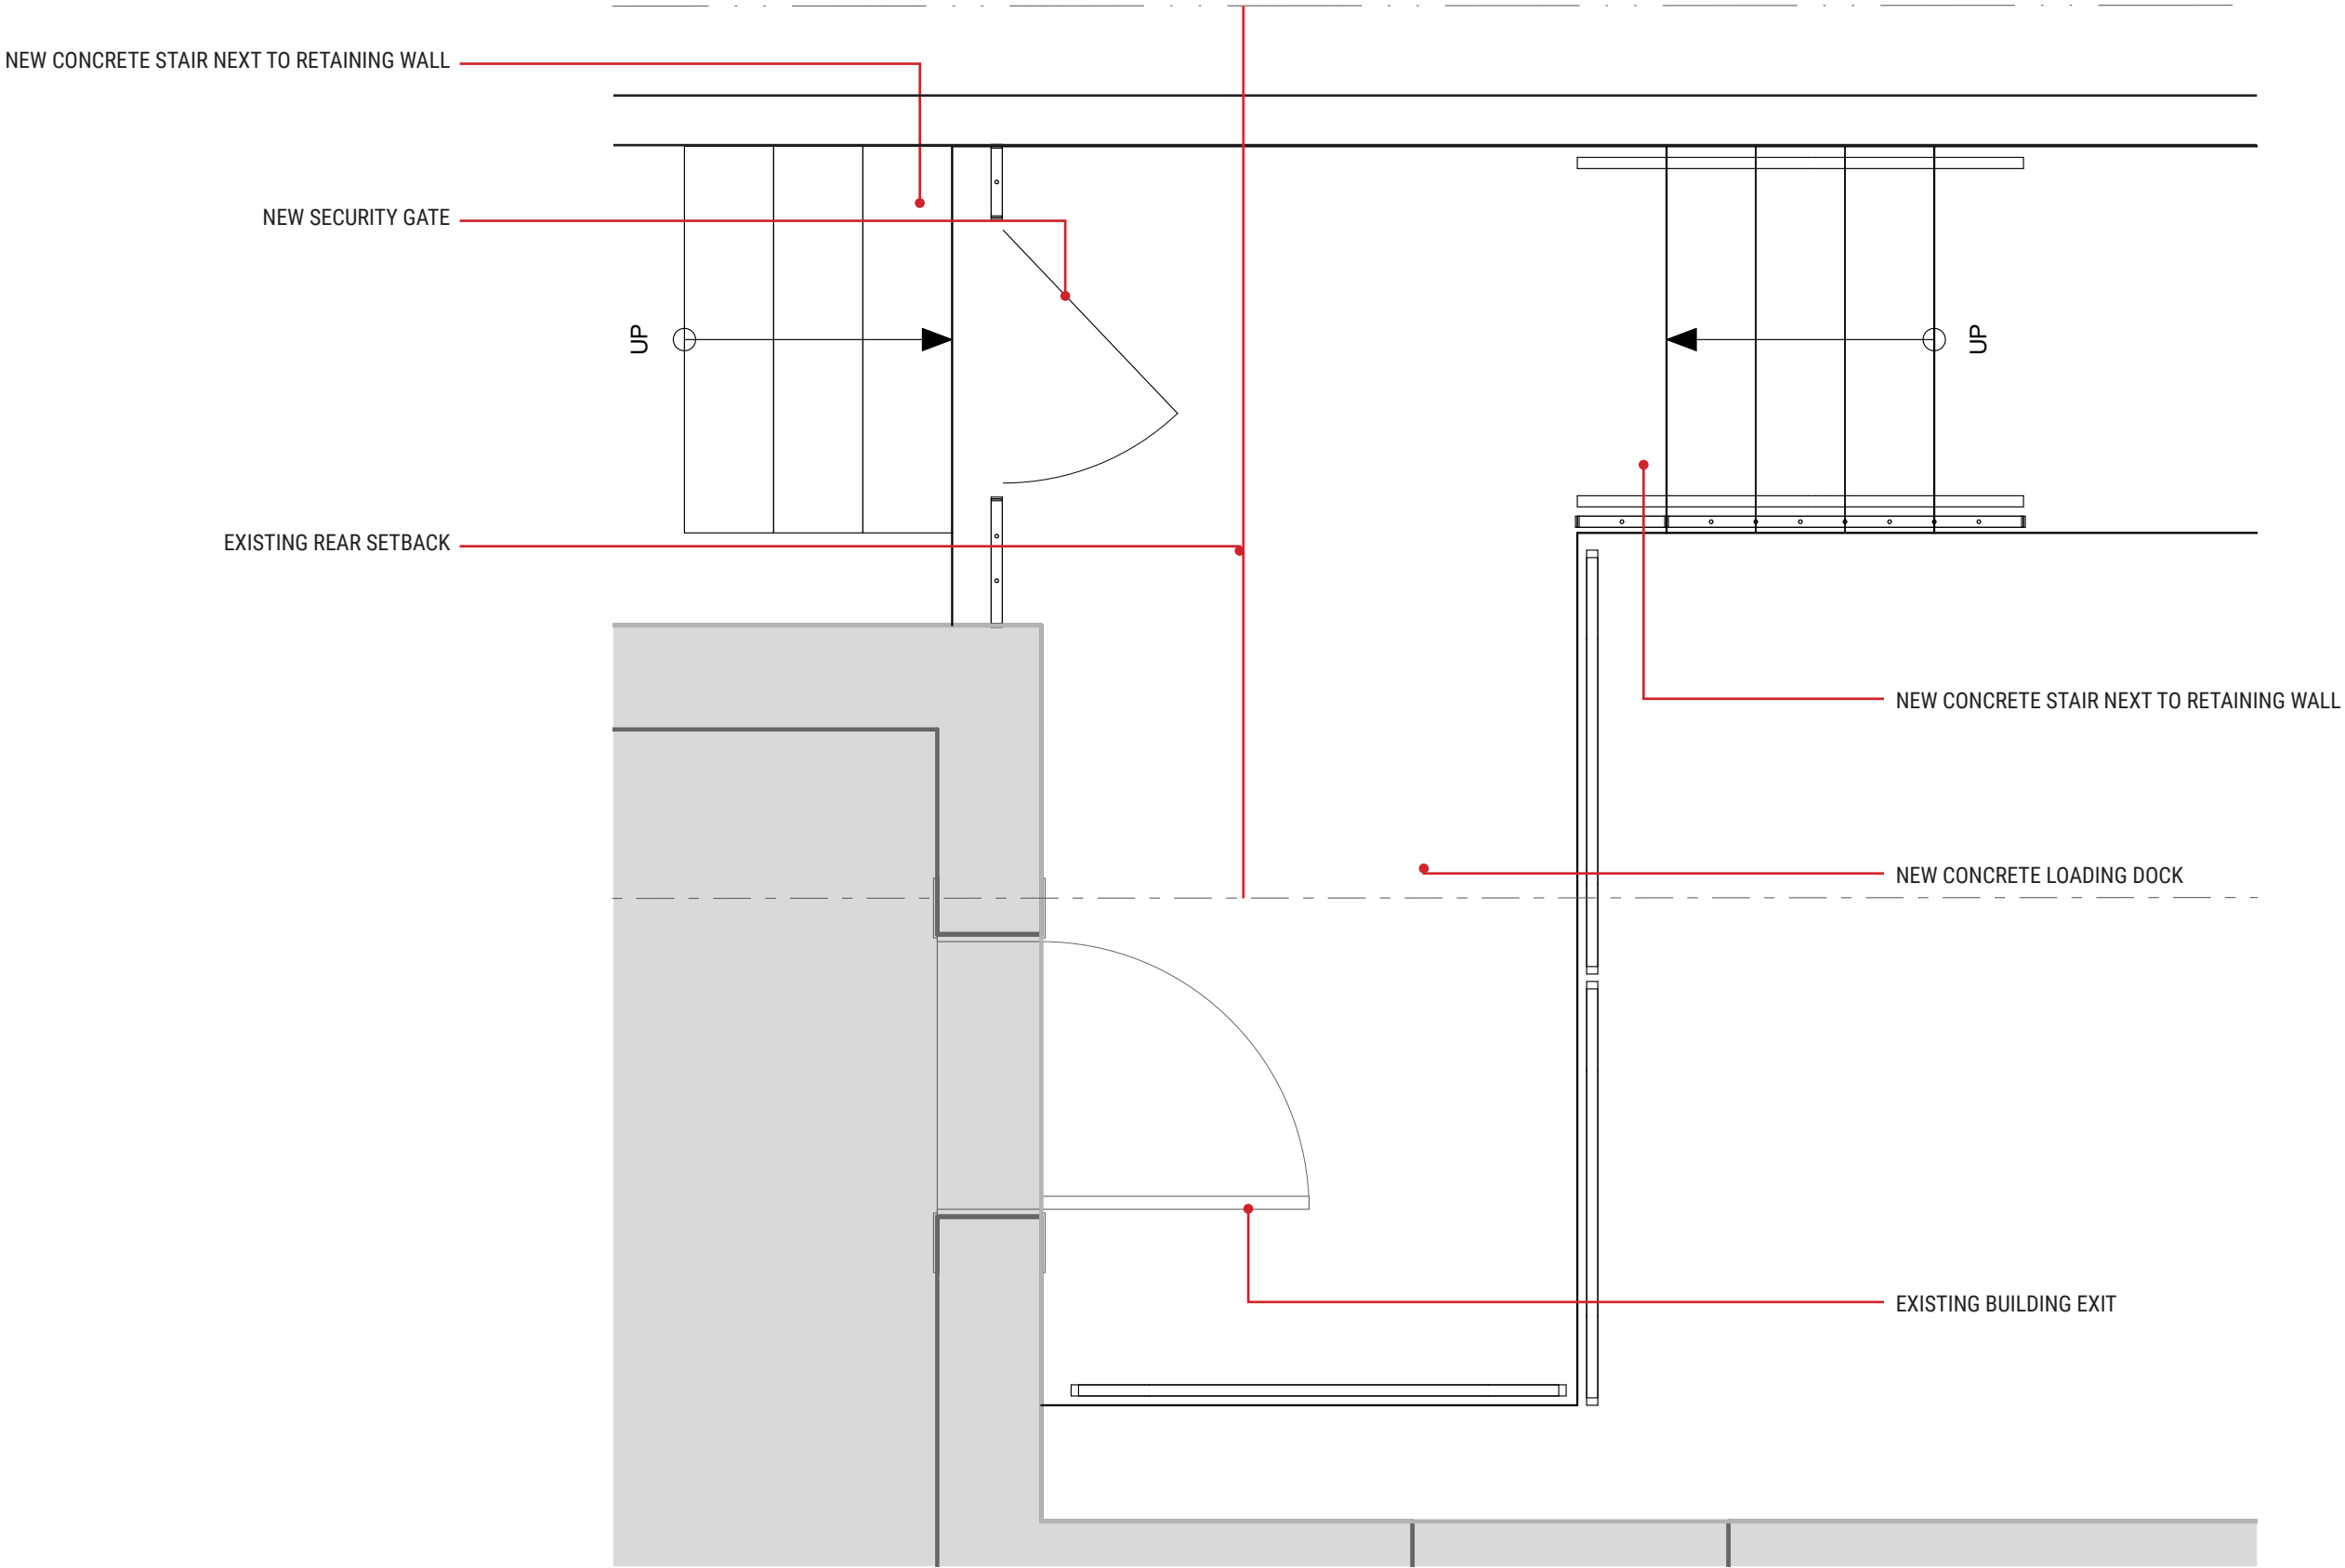 NEW CONCRETE STAIR NEXT TO RETAINING WALL
NEW SECURITY GATE
UP
UP
EXISTING REAR SETBACK
NEW CONCRETE STAIR NEXT TO RETAINING WALL
NEW CONCRETE LOADING DOCK
EXISTING BUILDING EXIT